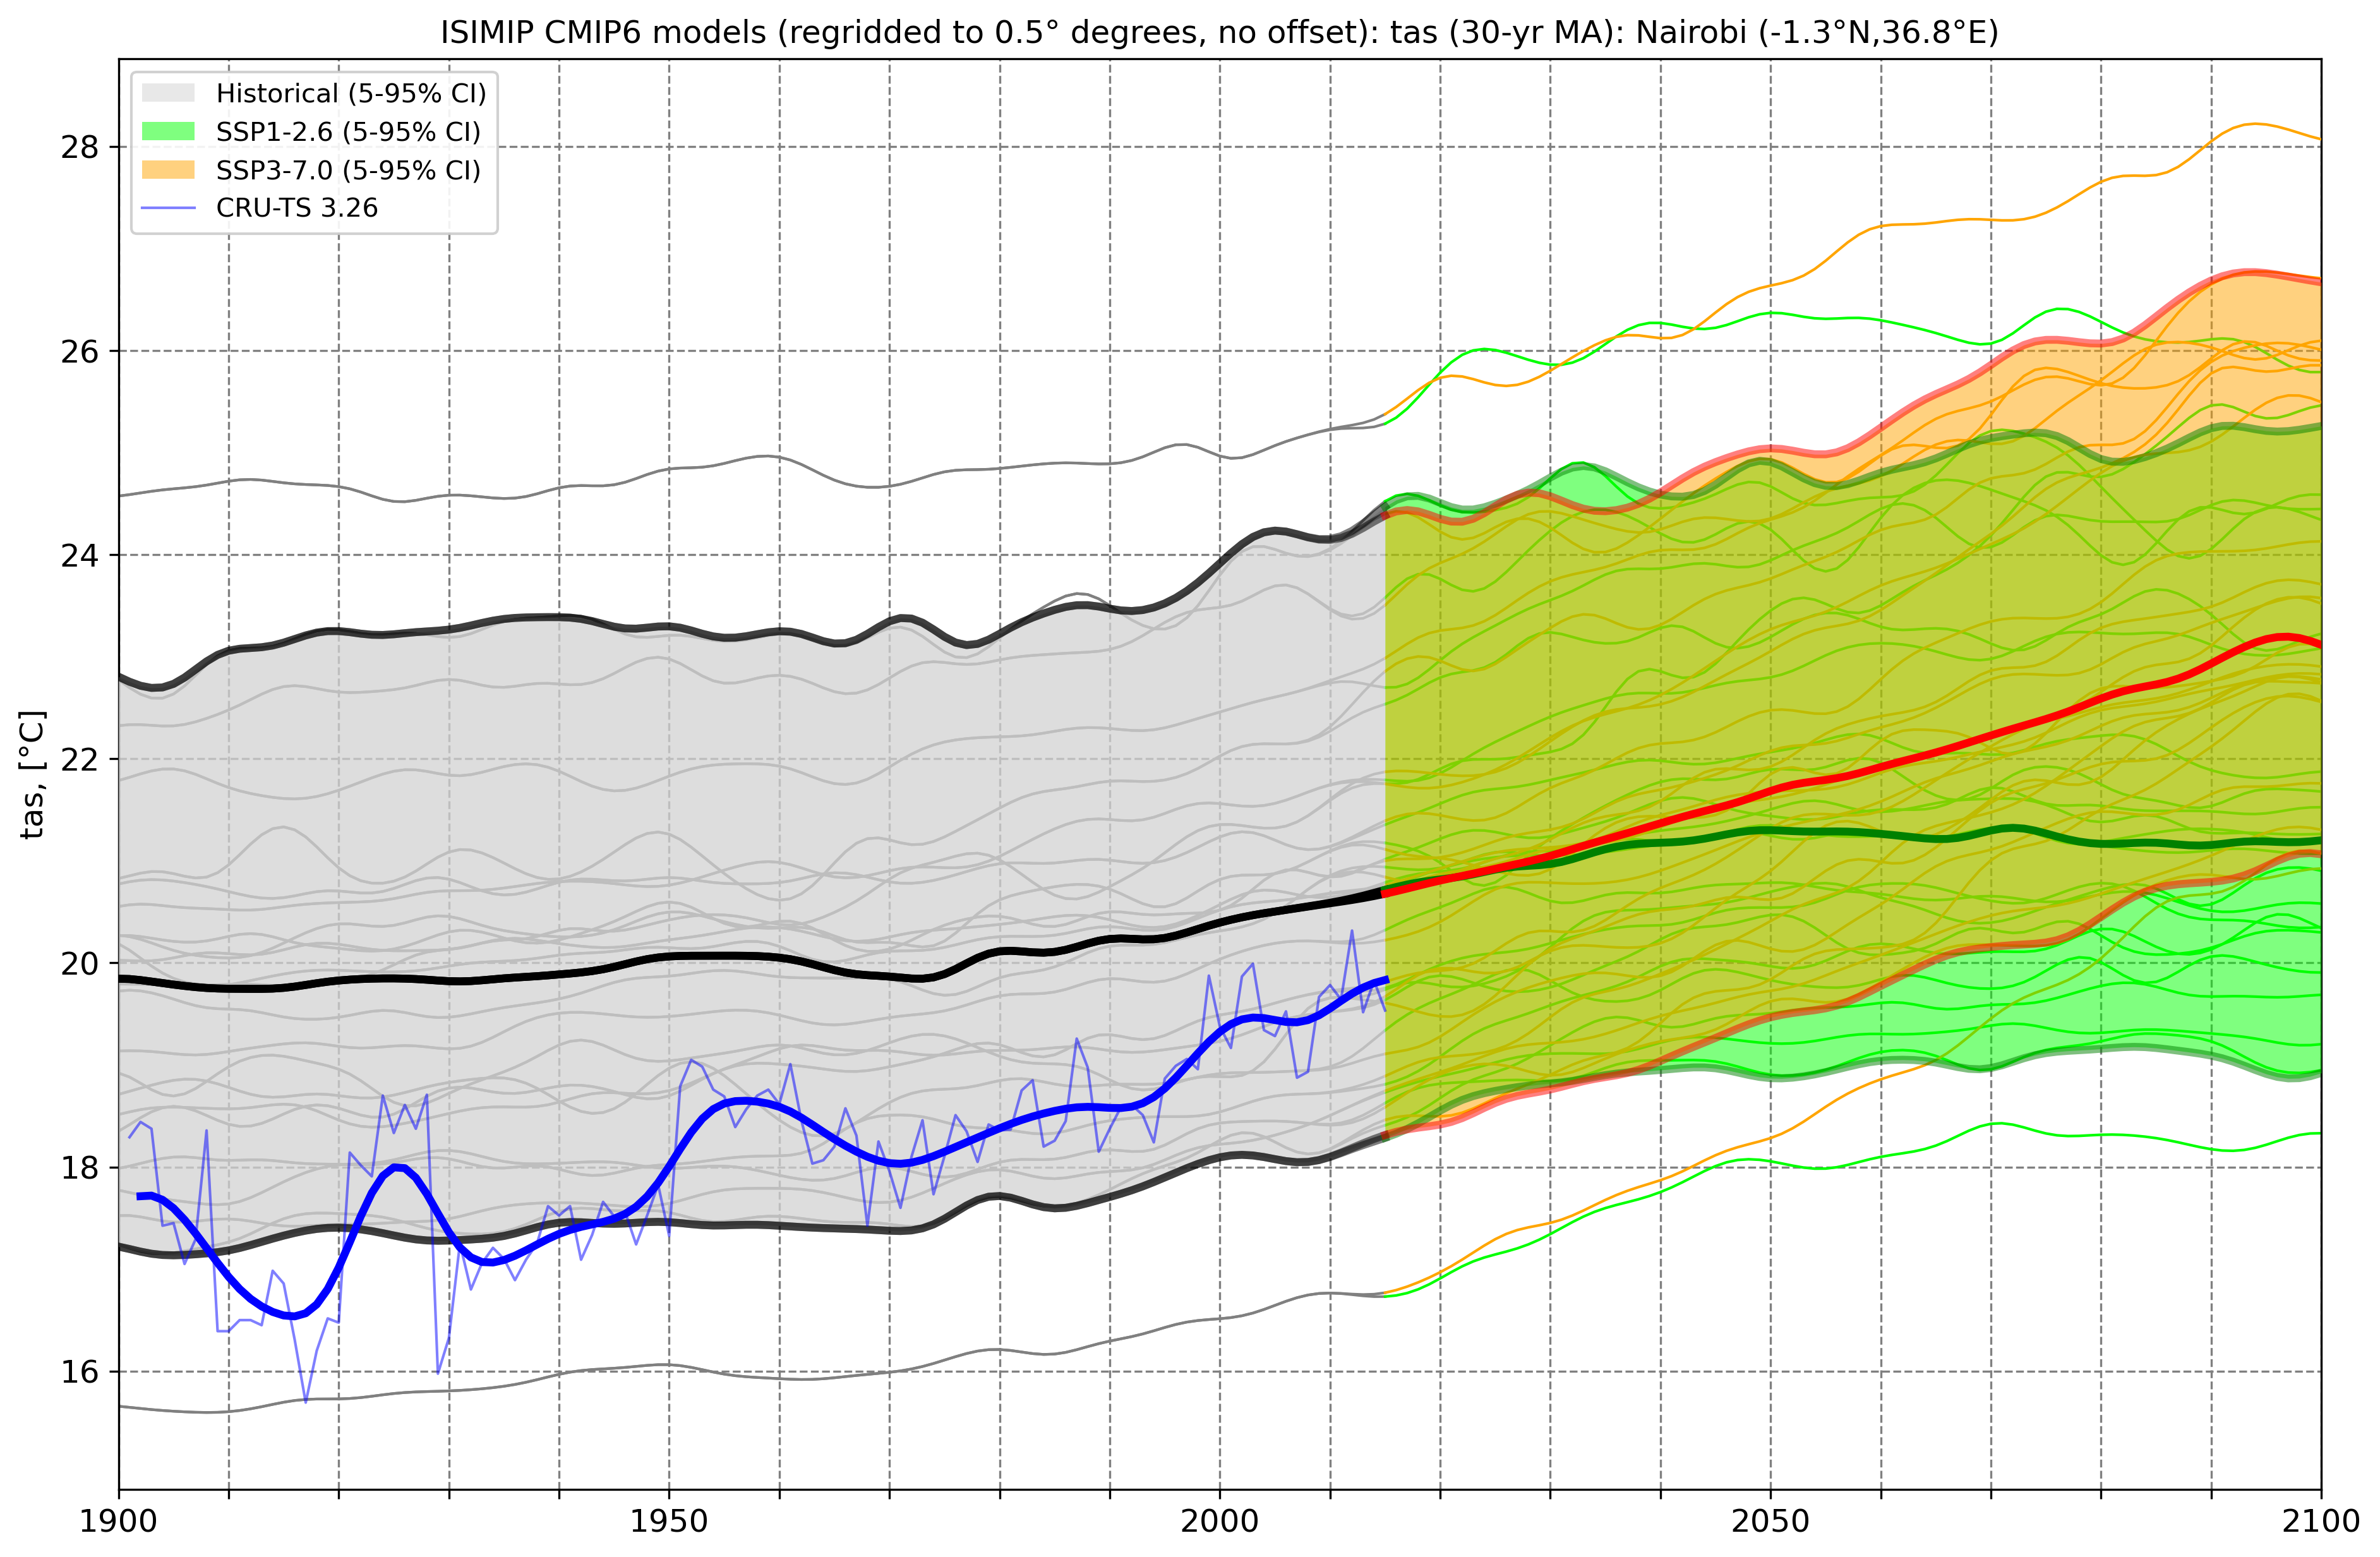 ISIMIP CMIP6 models (regridded to 0.5° degrees, no offset): tas (30-yr MA): Nairobi (-1.3°N,36.8°E)
Historical (5-95% CI)
SSP1-2.6 (5-95% CI)
SSP3-7.0 (5-95% CI)
CRU-TS 3.26
28
26
24
22
20
18
16
tas, [°C]
1900
1950
2000
2050
2100